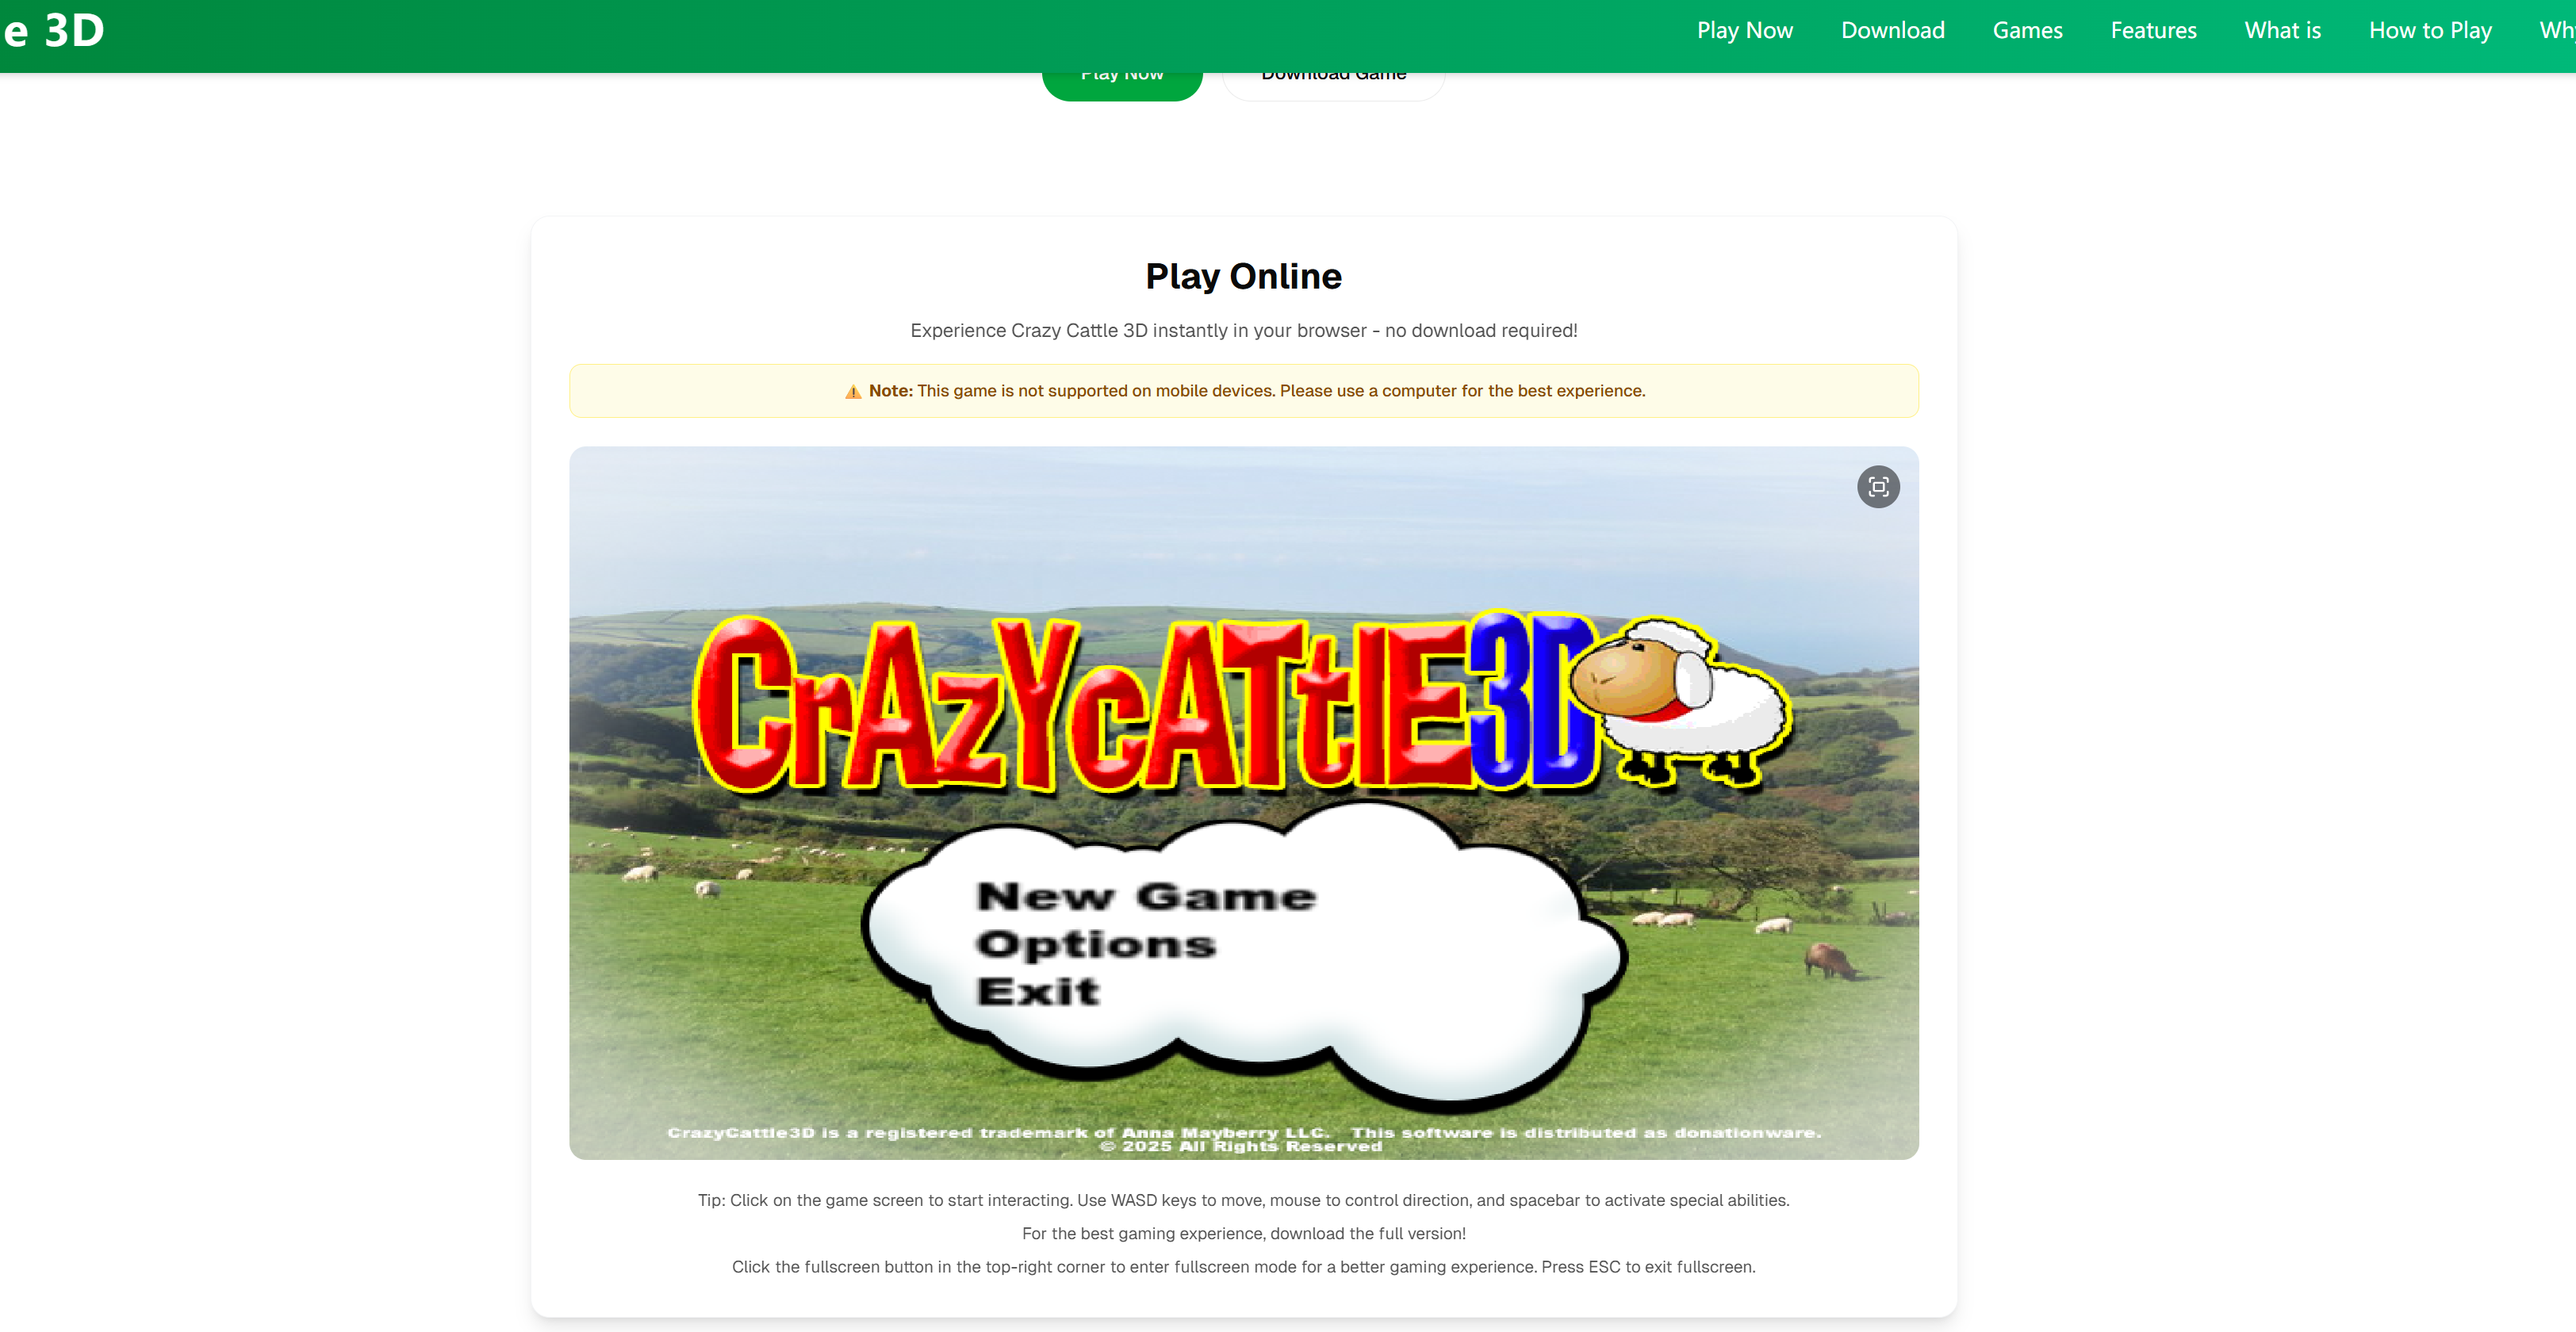 e 3D
Play Now Download Games Features What is How to Play Why
Play Now Download Game
Play Online
Experience Crazy Cattle 3D instantly in your browser - no download required!
Note: This game is not supported on mobile devices. Please use a computer for the best experience.
CrAzYcATtlE3D
New Game
Options
Exit
CrazyCattle3D is a registered trademark of Anna Mayberry LLC. This software is distributed as donationware.
© 2025 All Rights Reserved
Tip: Click on the game screen to start interacting. Use WASD keys to move, mouse to control direction, and spacebar to activate special abilities.
For the best gaming experience, download the full version!
Click the fullscreen button in the top-right corner to enter fullscreen mode for a better gaming experience. Press ESC to exit fullscreen.